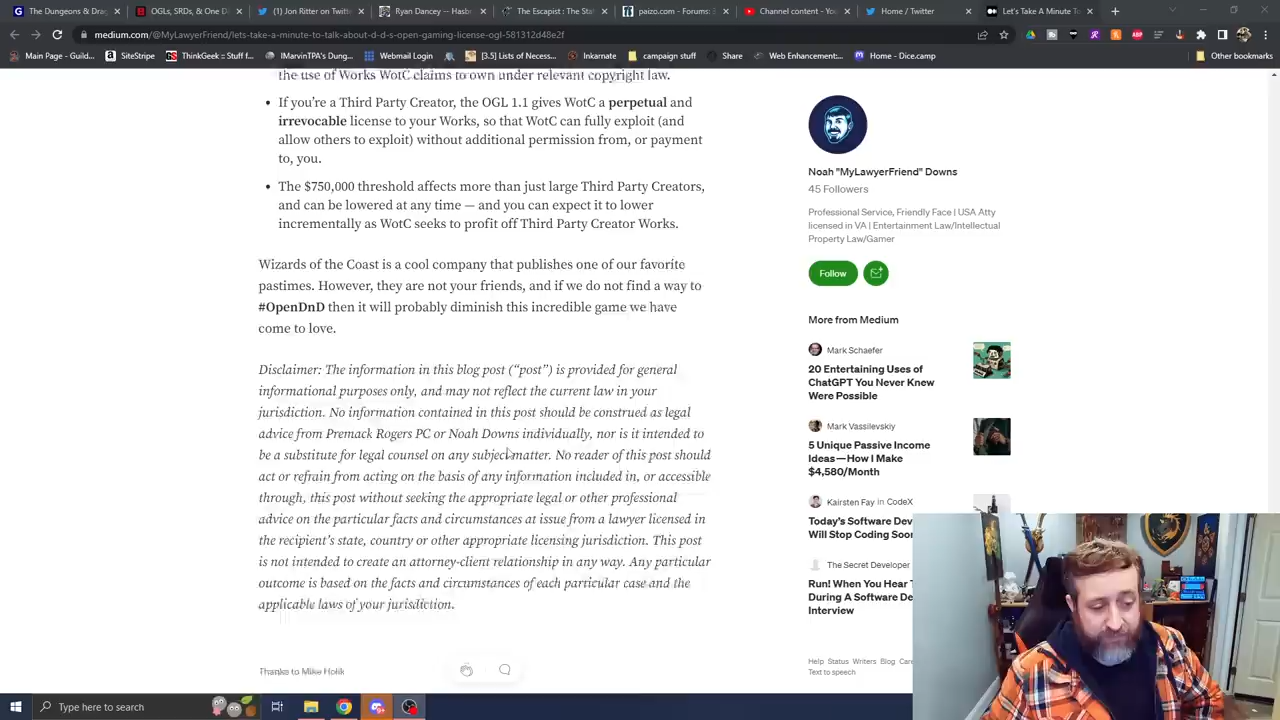 The Dungeons & Drag
OGLs, SRDs, & One D
Jon Ritter on Twitter
Ryan Dancey -- Hasb
The Escapist : The Sta
paizo.com - Forums:
Channel content - You
/ Twitter
Let's Take A Minute To
medium.com/@MyLawyerFriend/lets-take-a-minute-to-talk-about-d-d-s-open-gaming-license-ogl-581312d48e2f
Main Page - Guild...
SiteStripe
ThinkGeek :: Stuff f...
IMarvinTPA's Dung...
Webmail Login
[3.5] Lists of Necess...
Inkarnate
campaign stuff
Share
Web Enhancement:...
Home - Dice.camp
Other bookmarks
the use of Works WotC claims to own under relevant copyright law.
If you're a Third Party Creator, the OGL 1.1 gives WotC a perpetual and
irrevocable license to your Works, so that WotC can fully exploit (and
allow others to exploit) without additional permission from, or payment
to, you.
The $750,000 threshold affects more than just large Third Party Creators,
and can be lowered at any time — and you can expect it to lower
incrementally as WotC seeks to profit off Third Party Creator Works.
Wizards of the Coast is a cool company that publishes one of our favorite
pastimes. However, they are not your friends, and if we do not find a way to
#OpenDnD then it will probably diminish this incredible game we have
come to love.
Disclaimer: The information in this blog post (“post”) is provided for general
informational purposes only, and may not reflect the current law in your
jurisdiction. No information contained in this post should be construed as legal
advice from Premack Rogers PC or Noah Downs individually, nor is it intended to
be a substitute for legal counsel on any subject matter. No reader of this post should
act or refrain from acting on the basis of any information included in, or accessible
through, this post without seeking the appropriate legal or other professional
advice on the particular facts and circumstances at issue from a lawyer licensed in
the recipient's state, country or other appropriate licensing jurisdiction. This post
is not intended to create an attorney-client relationship in any way. Any particular
outcome is based on the facts and circumstances of each particular case and the
applicable laws of your jurisdiction.
Thanks to Mike Holik
Noah "MyLawyerFriend" Downs
45 Followers
Professional Service, Friendly Face | USA Atty
licensed in VA | Entertainment Law/Intellectual
Property Law/Gamer
Follow
More from Medium
Mark Schaefer
20 Entertaining Uses of
ChatGPT You Never Knew
Were Possible
Mark Vassilevskiy
5 Unique Passive Income
Ideas — How I Make
$4,580/Month
Kairsten Fay in CodeX
Today's Software Dev
Will Stop Coding Soon
The Secret Developer
Run! When You Hear T
During A Software De
Interview
Help Status Writers Blog Care
Text to speech
Type here to search